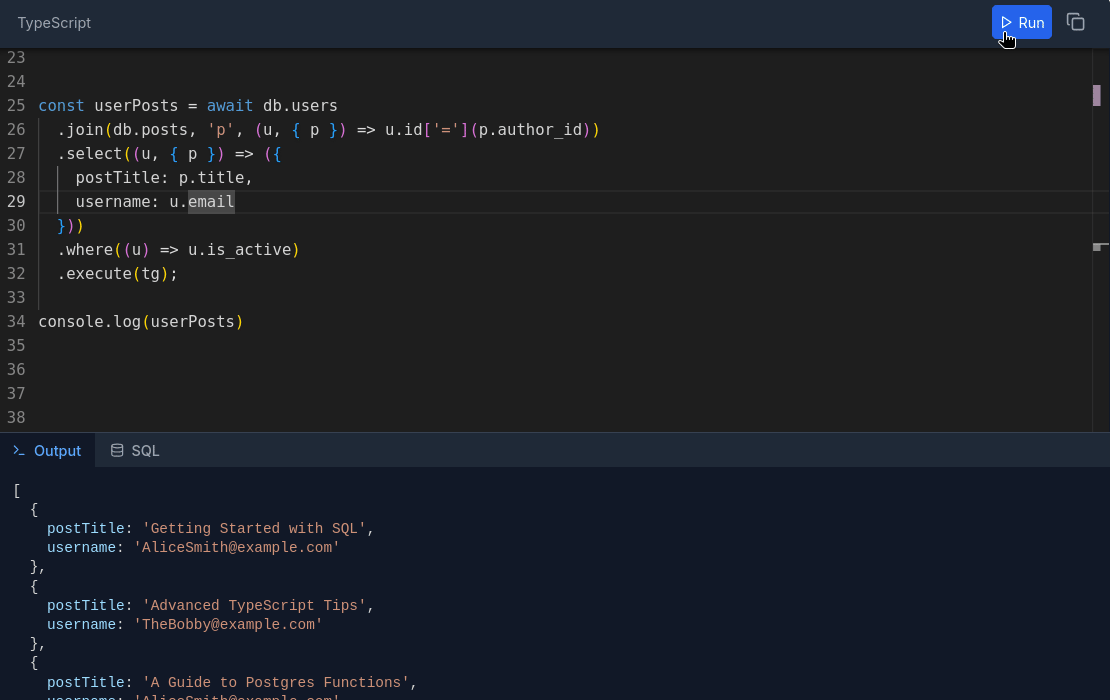 TypeScript
Run
23
24
25 const userPosts = await db.users
26 .join(db.posts, 'p', (u, { p }) => u.id['='](p.author_id))
27 .select((u, { p }) => ({
28 postTitle: p.title,
29 username: u.email
30 }))
31 .where((u) => u.is_active)
32 .execute(tg);
33
34 console.log(userPosts)
35
36
37
38
Output SQL
[
{
postTitle: 'Getting Started with SQL',
username: 'AliceSmith@example.com'
},
{
postTitle: 'Advanced TypeScript Tips',
username: 'TheBobby@example.com'
},
{
postTitle: 'A Guide to Postgres Functions',
username: 'AliceSmith@example.com'